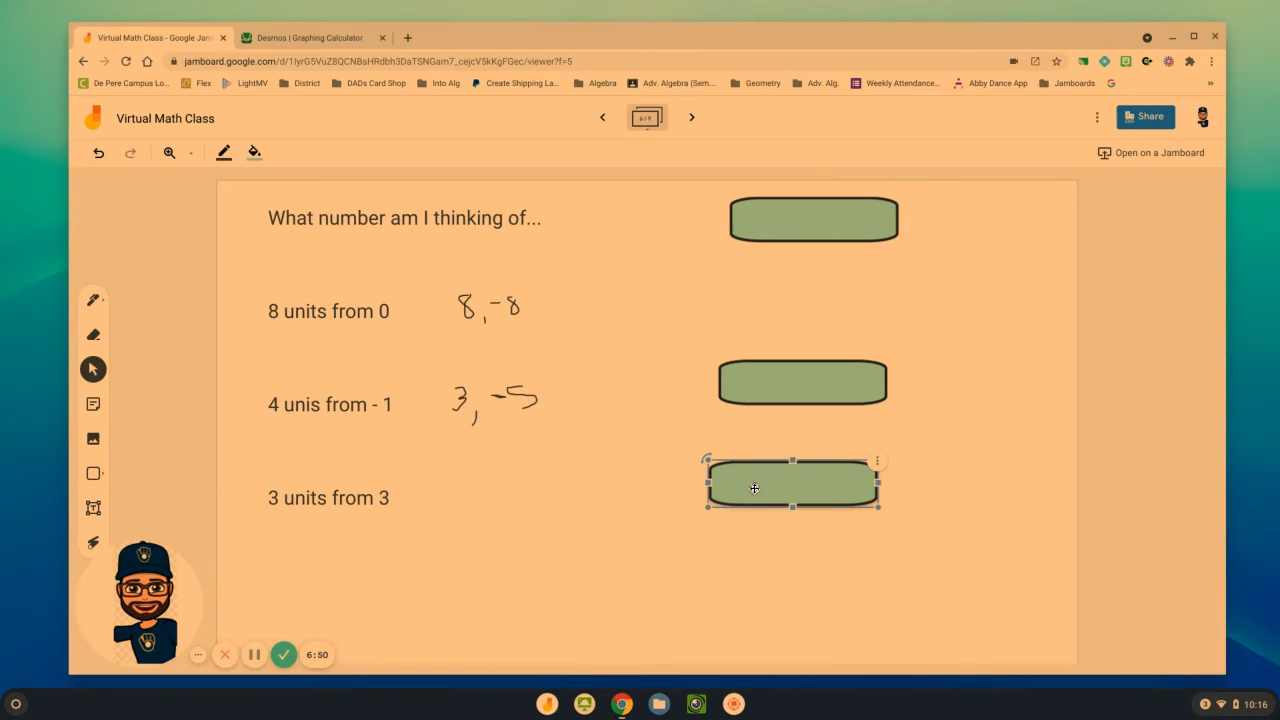 Virtual Math Class - Google Jam
Desmos | Graphing Calculator
jamboard.google.com/d/1IyrG5VuZ8QCNBsHRdbh3DaTSNGam7_cejcV5kKgFGec/viewer?f=5
De Pere Campus Lo... Flex LightMV District DADs Card Shop Into Alg Create Shipping La... Algebra Adv. Algebra (Sem... Geometry Adv. Alg. Weekly Attendance... Abby Dance App Jamboards
Virtual Math Class
6 / 9
Share
Open on a Jamboard
What number am I thinking of...
8 units from 0 8, -8
4 unis from - 1 3, -5
3 units from 3
6:50
10:16